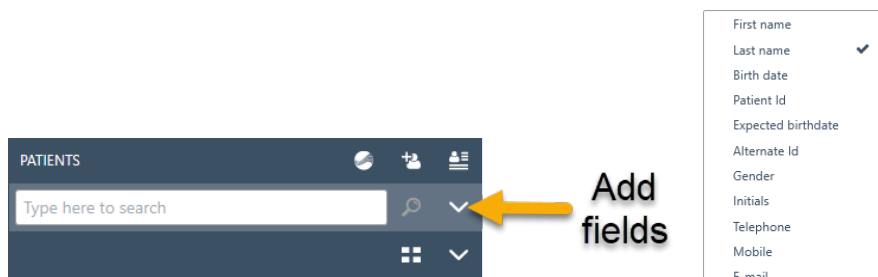 PATIENTS
Type here to search
Add
fields
First name
Last name
Birth date
Patient Id
Expected birthdate
Alternate Id
Gender
Initials
Telephone
Mobile
E-mail